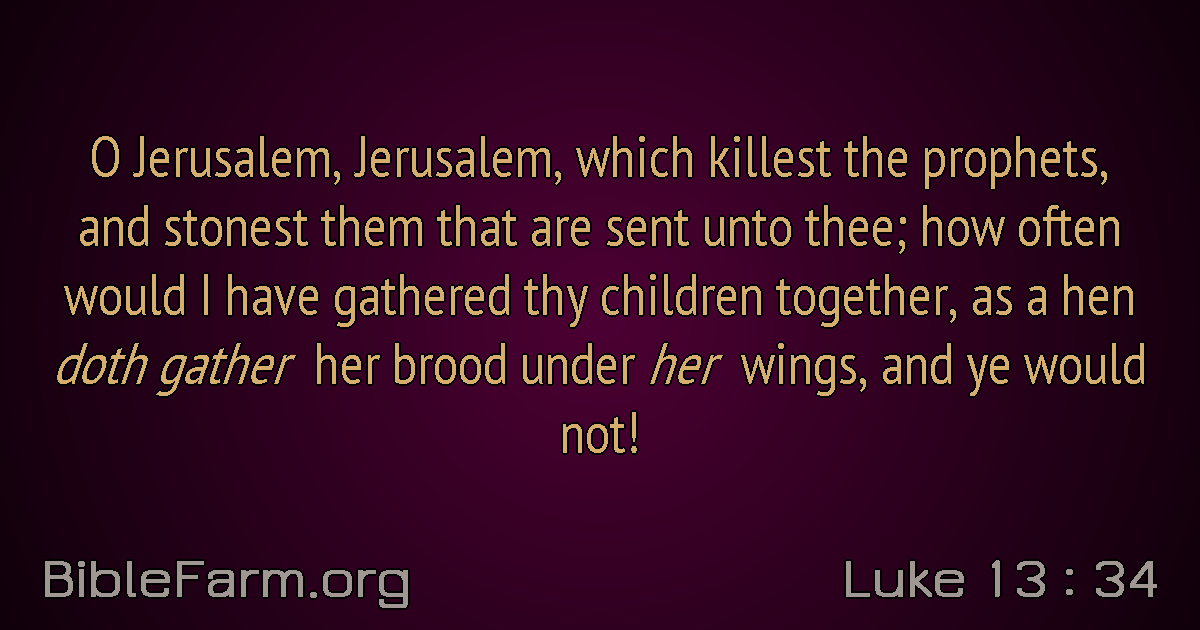 O Jerusalem, Jerusalem, which killest the prophets,
and stonest them that are sent unto thee; how often
would I have gathered thy children together, as a hen
doth gather her brood under her wings, and ye would
not!
BibleFarm.org
Luke 13 : 34